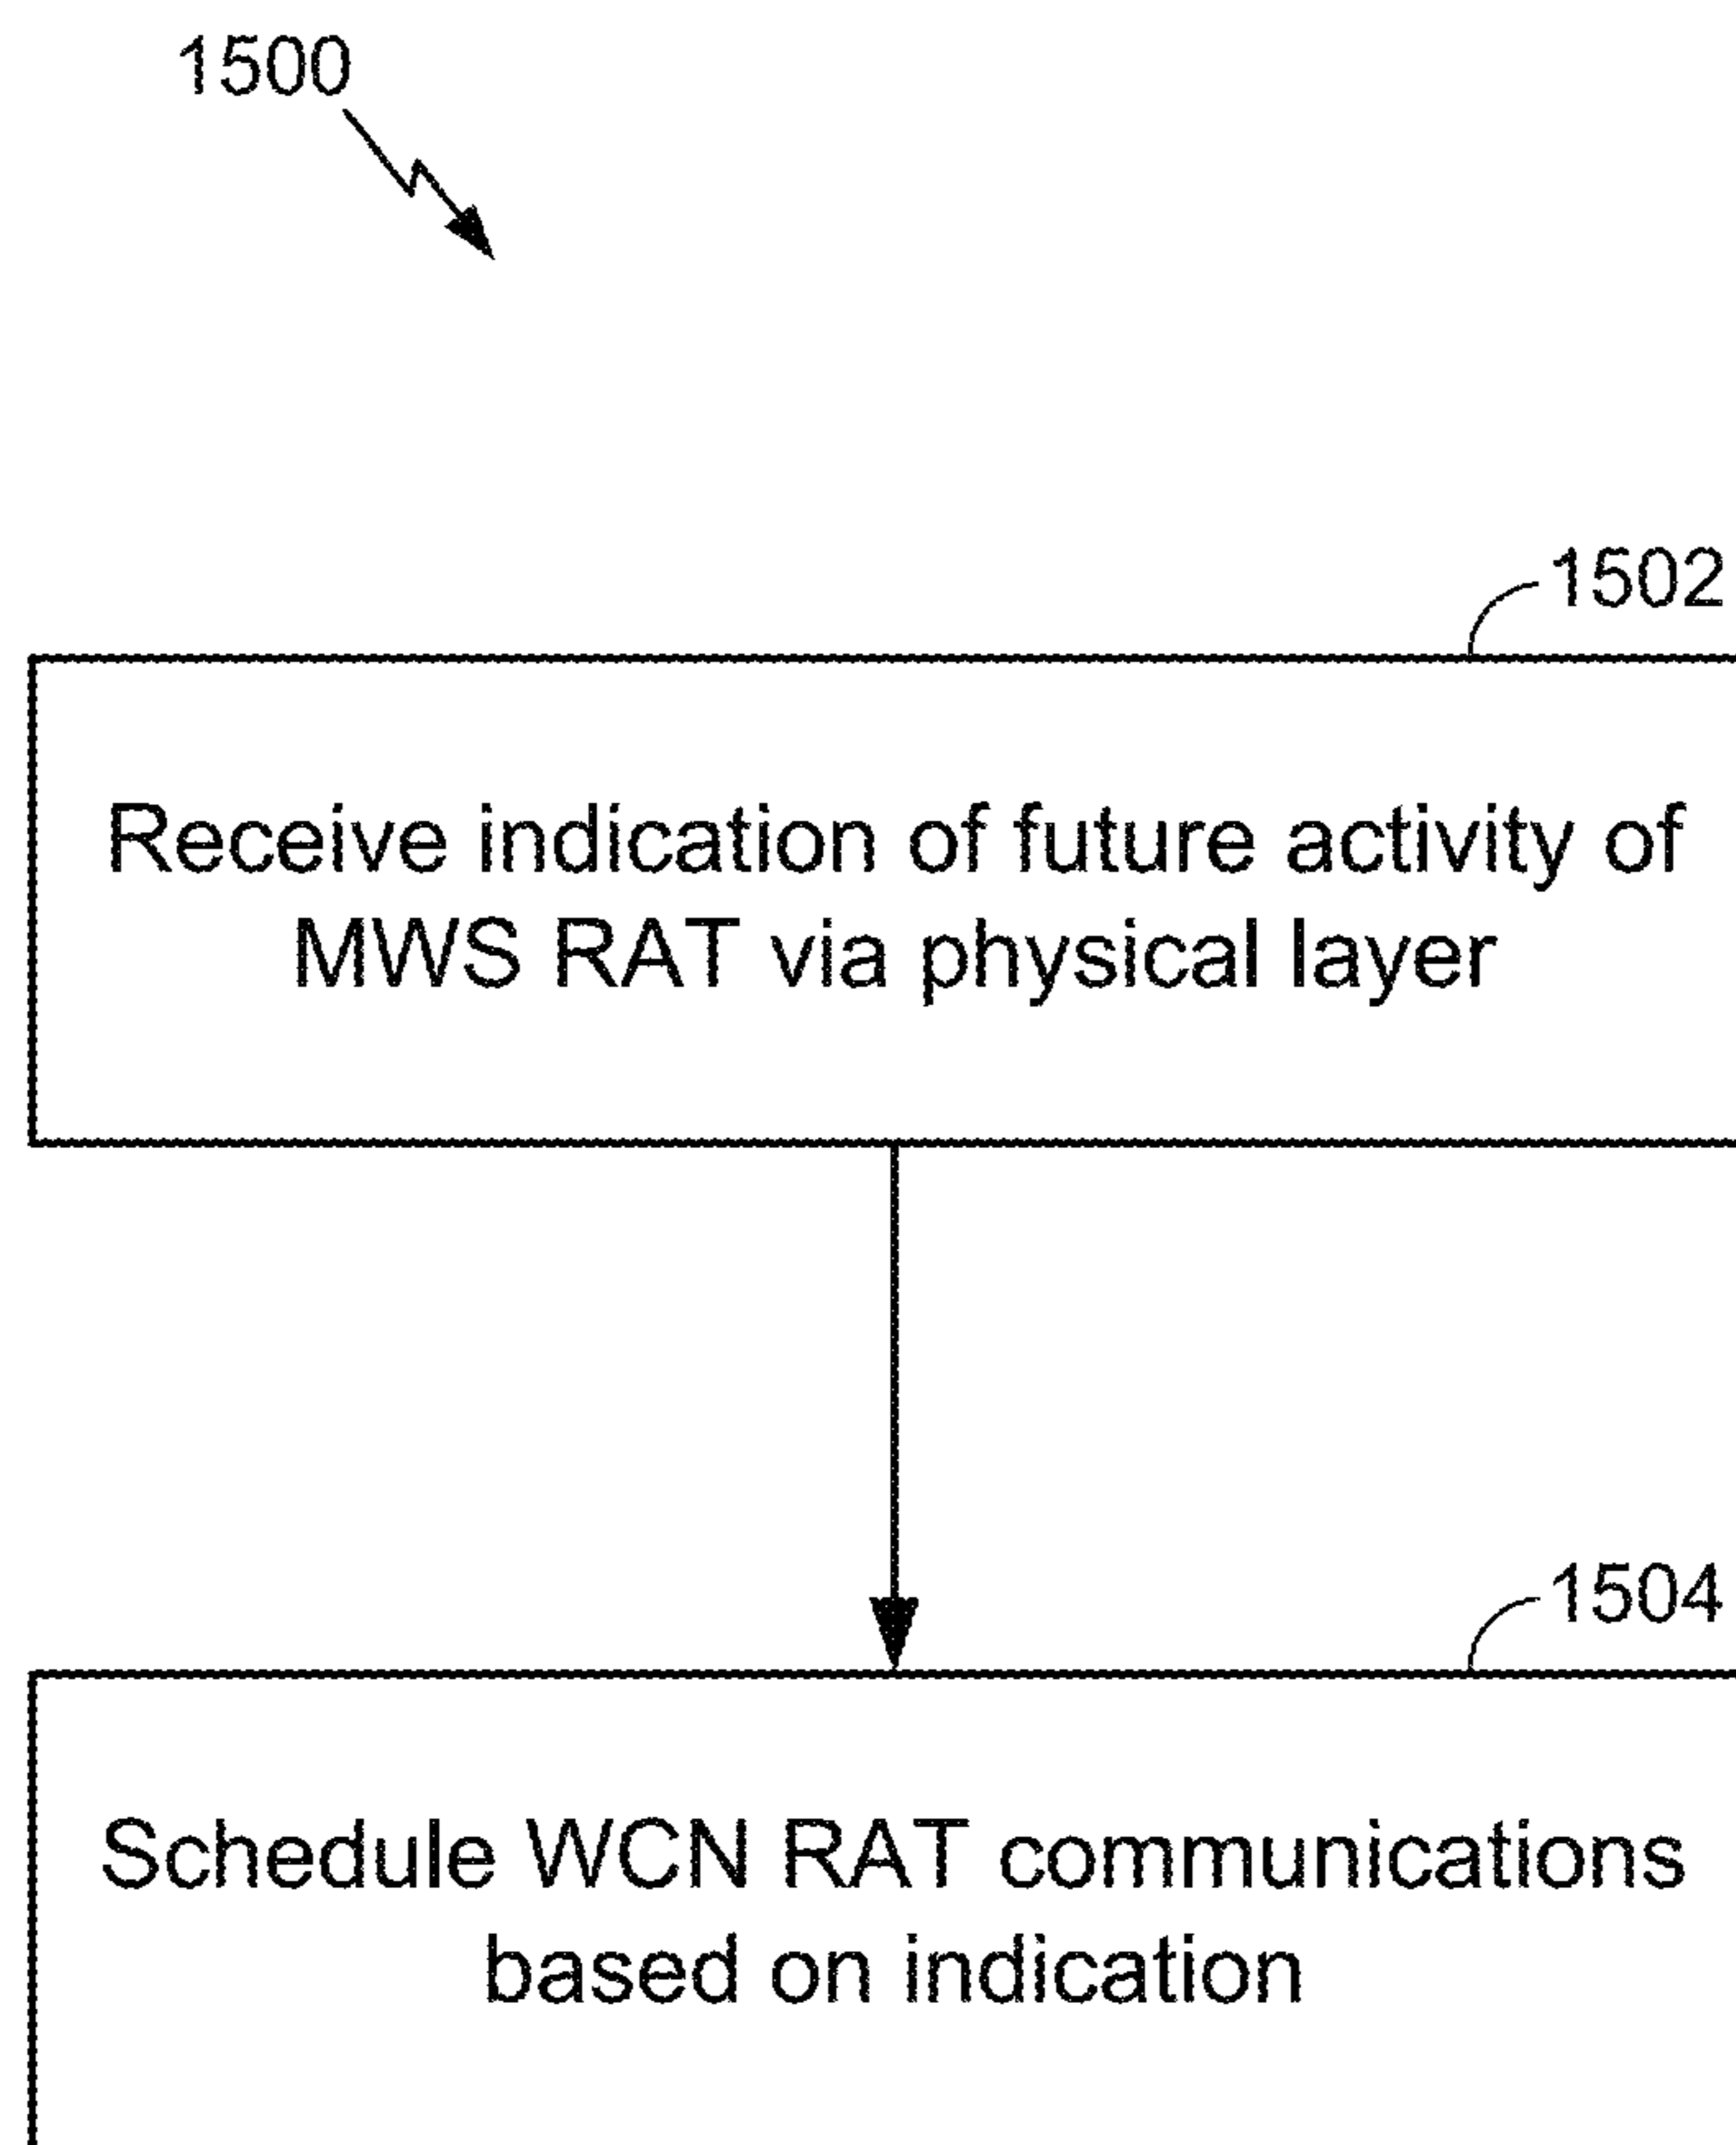 1500
1502
Receive indication of future activity of
MWS RAT via physical layer
1504
Schedule WCN RAT communications
based on indication